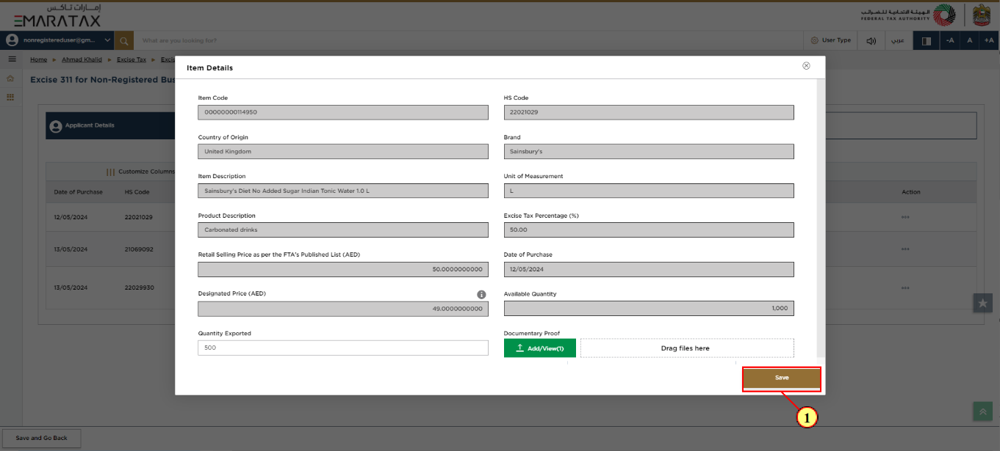 إمـارات تـاكـس
EMARATAX
الهيئة الاتحادية للضرائب
FEDERAL TAX AUTHORITY
nonregistereduser@gm...
What are you looking for?
User Type
عربي
-A
A
+A
Home
Ahmad Khalid
Excise Tax
Excis
Excise 311 for Non-Registered Bus
Applicant Details
Customize Columns
Date of Purchase
HS Code
Action
12/05/2024
22021029
13/05/2024
21069092
13/05/2024
22029930
Item Details
Item Code
HS Code
00000000114950
22021029
Country of Origin
Brand
United Kingdom
Sainsbury's
Item Description
Unit of Measurement
Sainsbury's Diet No Added Sugar Indian Tonic Water 1.0 L
L
Product Description
Excise Tax Percentage (%)
Carbonated drinks
50.00
Retail Selling Price as per the FTA's Published List (AED)
Date of Purchase
50.0000000000
12/05/2024
Designated Price (AED)
Available Quantity
49.0000000000
1,000
Quantity Exported
Documentary Proof
500
Add/View(1)
Drag files here
Save
1
Save and Go Back